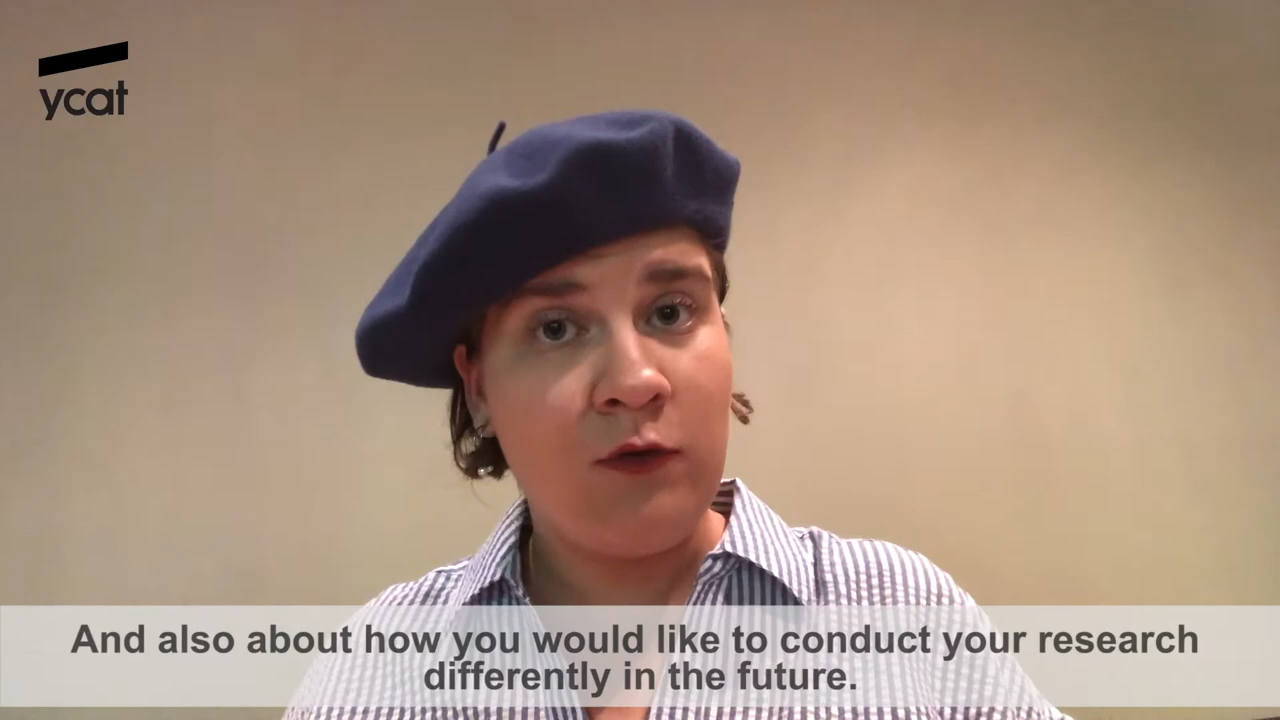 ycat
And also about how you would like to conduct your research
differently in the future.